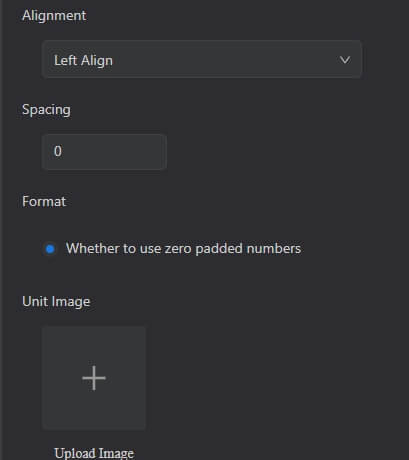 Alignment
Left Align
Spacing
0
Format
Whether to use zero padded numbers
Unit Image
Upload Image